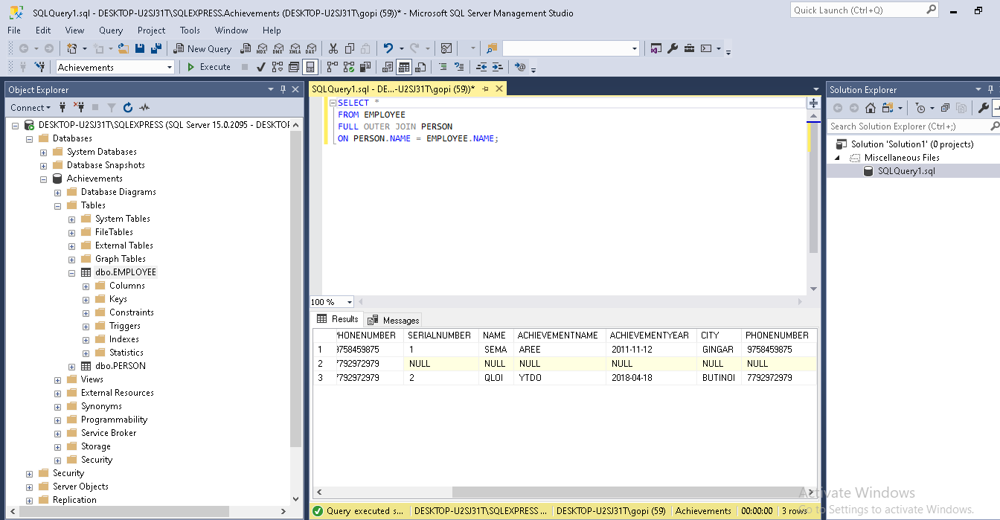 SQLQuery1.sql - DESKTOP-U2SJ31T\SQLEXPRESS.Achievements (DESKTOP-U2SJ31T\gopi (59))* - Microsoft SQL Server Management Studio
Quick Launch (Ctrl+Q)
File Edit View Query Project Tools Window Help
New Query MDX DMX XMLA DAX
Achievements Execute
Object Explorer
Connect
DESKTOP-U2SJ31T\SQLEXPRESS (SQL Server 15.0.2095 - DESKTOP
Databases
System Databases
Database Snapshots
Achievements
Database Diagrams
Tables
System Tables
FileTables
External Tables
Graph Tables
dbo.EMPLOYEE
Columns
Keys
Constraints
Triggers
Indexes
Statistics
dbo.PERSON
Views
External Resources
Synonyms
Programmability
Service Broker
Storage
Security
Security
Server Objects
Replication
SQLQuery1.sql - DE...-U2SJ31T\gopi (59))*
SELECT *
FROM EMPLOYEE
FULL OUTER JOIN PERSON
ON PERSON.NAME = EMPLOYEE.NAME;
100 %
Results Messages
HONENUMBER SERIALNUMBER NAME ACHIEVEMENTNAME ACHIEVEMENTYEAR CITY PHONENUMBER
1 9758459875 1 SEMA AREE 2011-11-12 GINGAR 9758459875
2 7792972979 NULL NULL NULL NULL NULL NULL
3 7792972979 2 QLOI YTDO 2018-04-18 BUTINOI 7792972979
Query executed s... DESKTOP-U2SJ31T\SQLEXPRESS ... DESKTOP-U2SJ31T\gopi (59) Achievements 00:00:00 3 rows
Solution Explorer
Search Solution Explorer (Ctrl+;)
Solution 'Solution1' (0 projects)
Miscellaneous Files
SQLQuery1.sql
Activate Windows
Go to Settings to activate Windows.